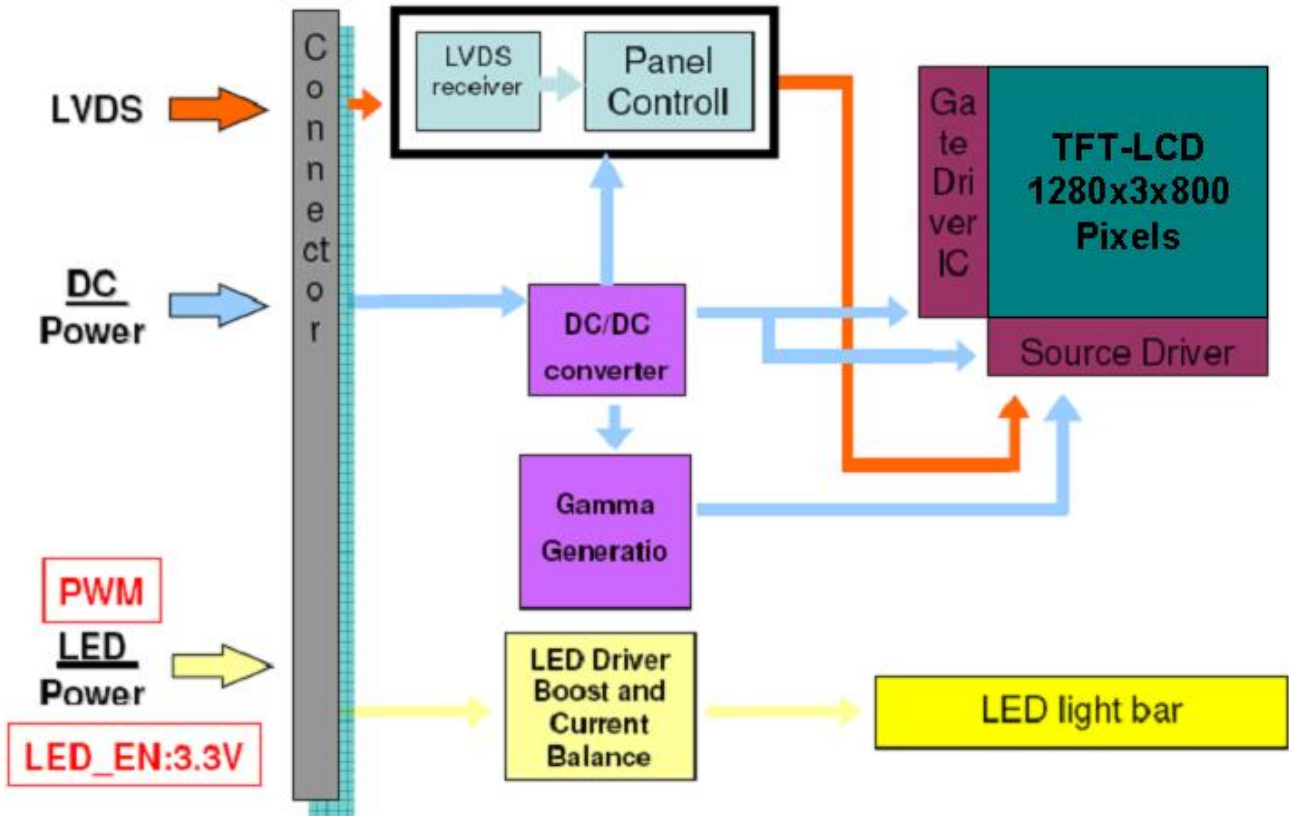 LVDS
DC
Power
PWM
LED
Power
LED_EN:3.3V
C
o
n
n
e
ct
o
r
LVDS
receiver
Panel
Controll
DC/DC
converter
Gamma
Generatio
LED Driver
Boost and
Current
Balance
Ga
te
Dri
ver
IC
TFT-LCD
1280x3x800
Pixels
Source Driver
LED light bar